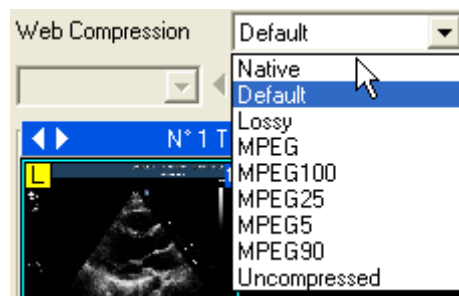 Web Compression
Default
Native
Default
Lossy
MPEG
MPEG100
MPEG25
MPEG5
MPEG90
Uncompressed
N° 1 T
L